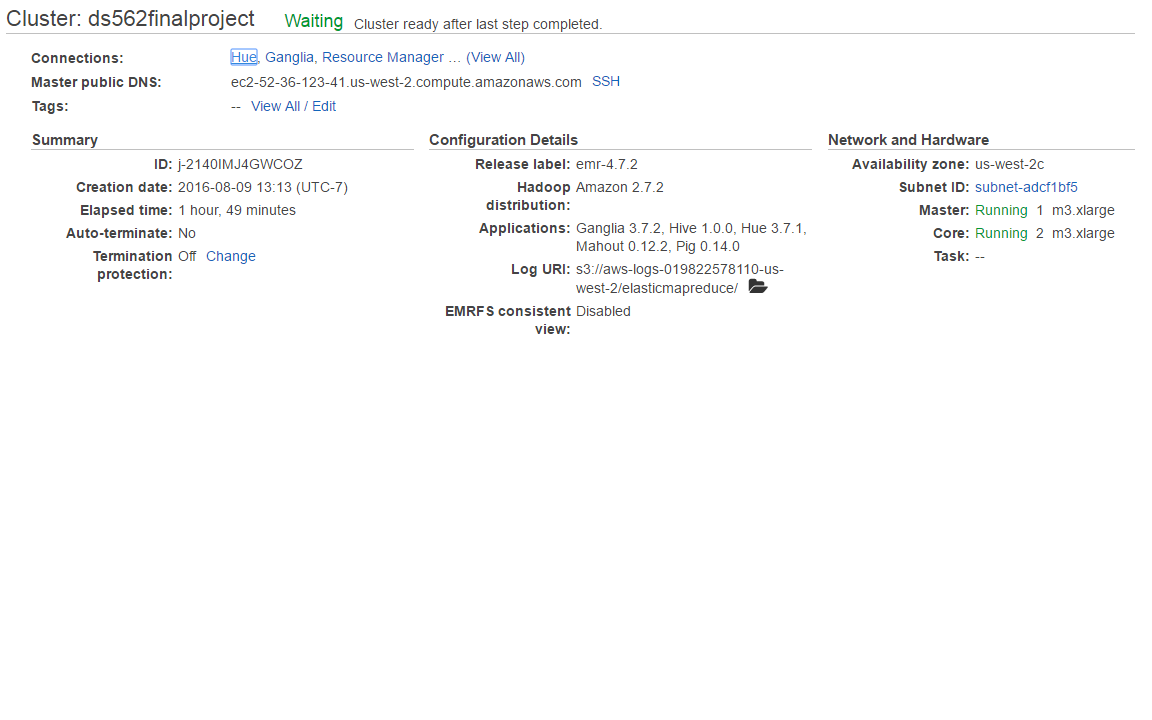 Cluster: ds562finalproject Waiting Cluster ready after last step completed.
Connections: Hue, Ganglia, Resource Manager … (View All)
Master public DNS: ec2-52-36-123-41.us-west-2.compute.amazonaws.com SSH
Tags: -- View All / Edit
Summary
ID: j-2140IMJ4GWCOZ
Creation date: 2016-08-09 13:13 (UTC-7)
Elapsed time: 1 hour, 49 minutes
Auto-terminate: No
Termination Off Change
protection:
Configuration Details
Release label: emr-4.7.2
Hadoop Amazon 2.7.2
distribution:
Applications: Ganglia 3.7.2, Hive 1.0.0, Hue 3.7.1,
Mahout 0.12.2, Pig 0.14.0
Log URI: s3://aws-logs-019822578110-us-
west-2/elasticmapreduce/
EMRFS consistent Disabled
view:
Network and Hardware
Availability zone: us-west-2c
Subnet ID: subnet-adcf1bf5
Master: Running 1 m3.xlarge
Core: Running 2 m3.xlarge
Task: --